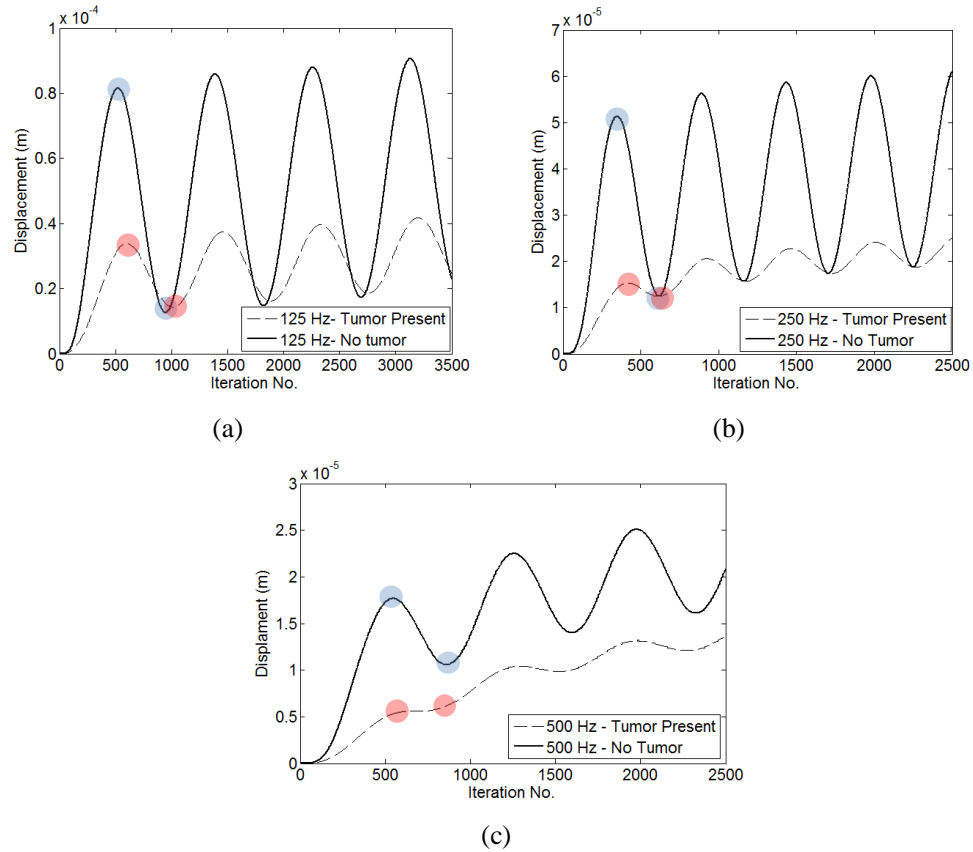 x 10-4
1
0.8
0.6
0.4
0.2
0
Displacement (m)
125 Hz- Tumor Present
125 Hz- No tumor
0 500 1000 1500 2000 2500 3000 3500
Iteration No.
(a)
x 10-5
7
6
5
4
3
2
1
0
Displacement (m)
250 Hz - Tumor Present
250 Hz - No Tumor
0 500 1000 1500 2000 2500
Iteration No.
(b)
x 10-5
3
2.5
2
1.5
1
0.5
0
Displament (m)
500 Hz - Tumor Present
500 Hz - No Tumor
0 500 1000 1500 2000 2500
Iteration No.
(c)